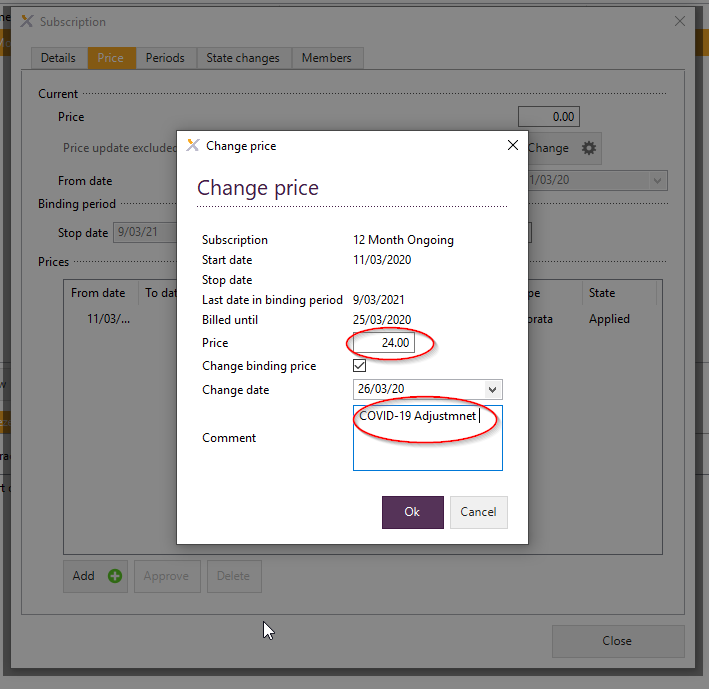 Subscription
Details Price Periods State changes Members
Current
Price 0.00
Price update excluded Change
From date 1/03/20
Binding period
Stop date 9/03/21
Prices
From date To dat State
11/03/... Applied
Add Approve Delete
Close
Change price
Change price
Subscription 12 Month Ongoing
Start date 11/03/2020
Stop date
Last date in binding period 9/03/2021
Billed until 25/03/2020
Price 24.00
Change binding price
Change date 26/03/20
Comment COVID-19 Adjustmnet
Ok Cancel